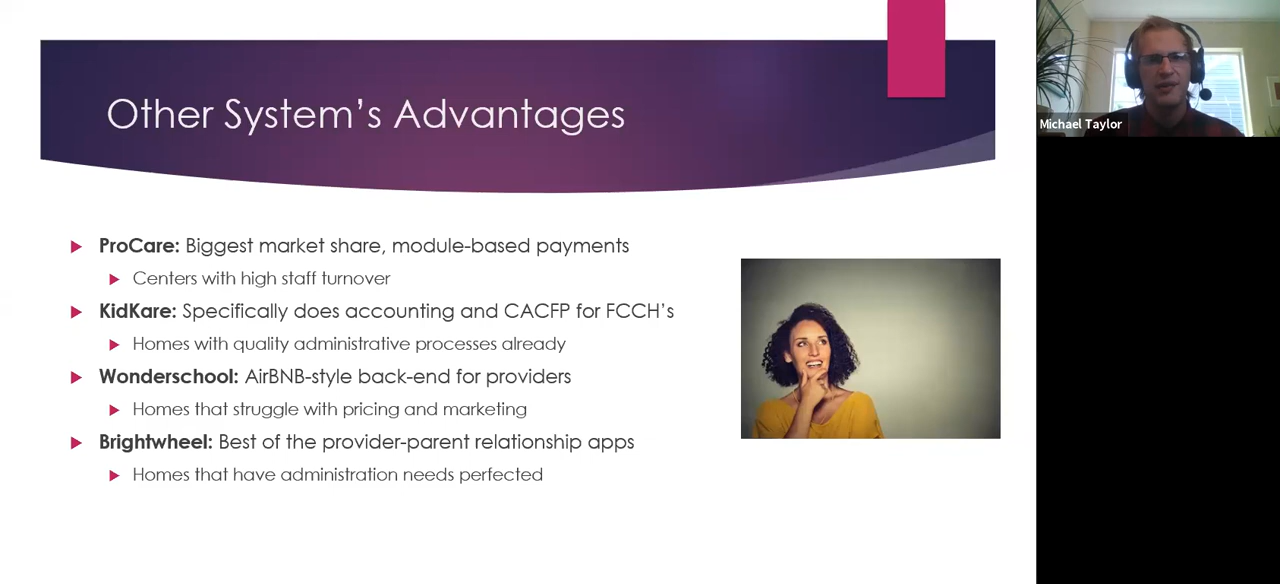 Other System's Advantages
Michael Taylor
ProCare: Biggest market share, module-based payments
Centers with high staff turnover
KidKare: Specifically does accounting and CACFP for FCCH's
Homes with quality administrative processes already
Wonderschool: AirBNB-style back-end for providers
Homes that struggle with pricing and marketing
Brightwheel: Best of the provider-parent relationship apps
Homes that have administration needs perfected